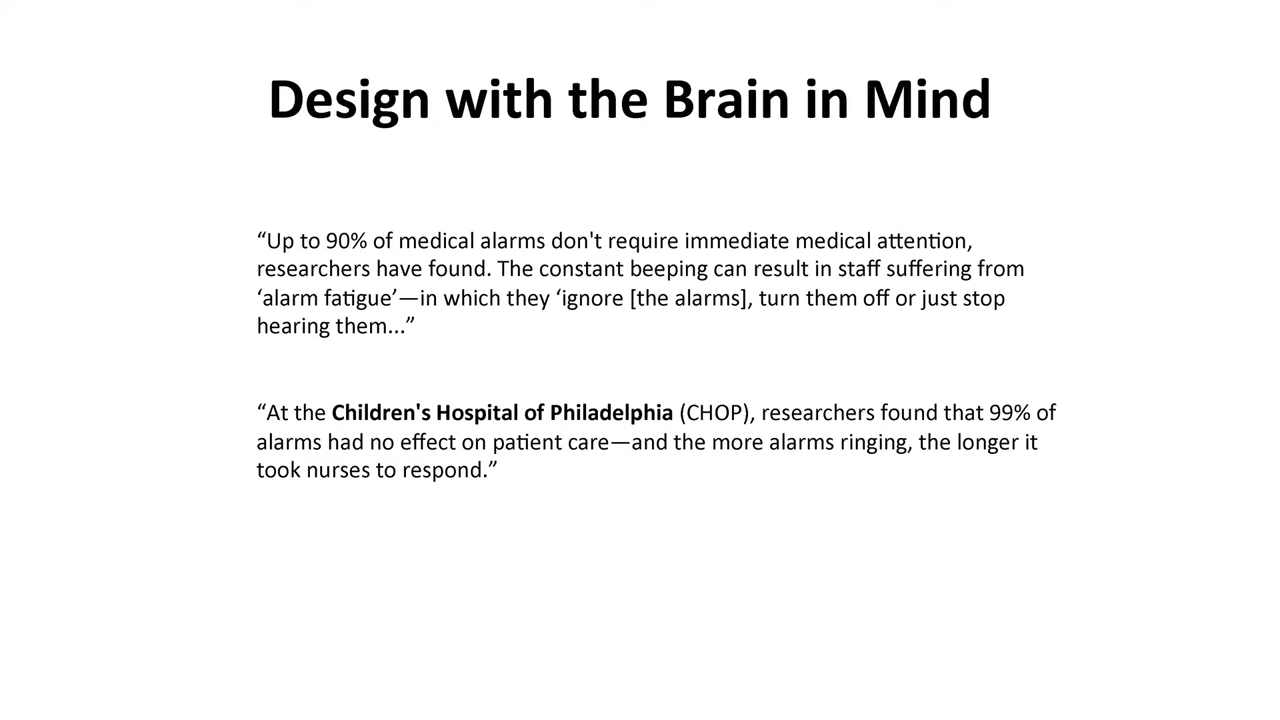 Design with the Brain in Mind
“Up to 90% of medical alarms don't require immediate medical attention,
researchers have found. The constant beeping can result in staff suffering from
‘alarm fatigue’—in which they ‘ignore [the alarms], turn them off or just stop
hearing them...”
“At the Children's Hospital of Philadelphia (CHOP), researchers found that 99% of
alarms had no effect on patient care—and the more alarms ringing, the longer it
took nurses to respond.”